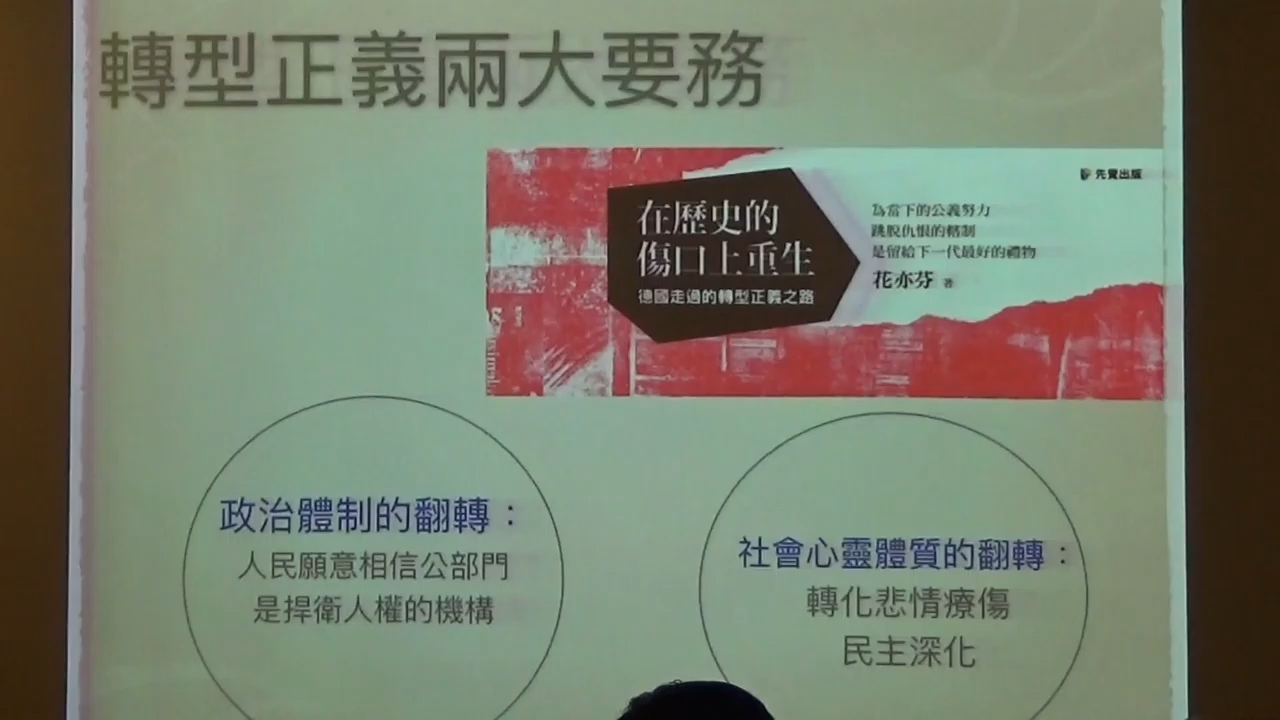 轉型正義兩大要務
先覺出版
在歷史的
傷口上重生
德國走過的轉型正義之路
為當下的公義努力
跳脫仇恨的轄制
是留給下一代最好的禮物
花亦芬 著
政治體制的翻轉：
人民願意相信公部門
是捍衛人權的機構
社會心靈體質的翻轉：
轉化悲情療傷
民主深化